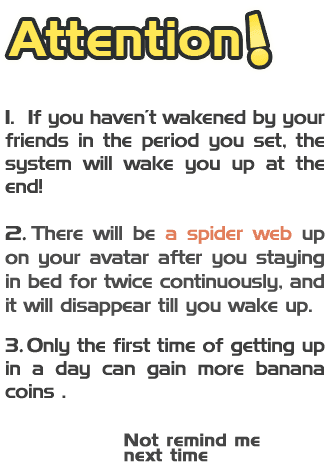 Attention!
1. If you haven't wakened by your
friends in the period you set, the
system will wake you up at the
end!
2. There will be a spider web up
on your avatar after you staying
in bed for twice continuously, and
it will disappear till you wake up.
3. Only the first time of getting up
in a day can gain more banana
coins .
Not remind me
next time